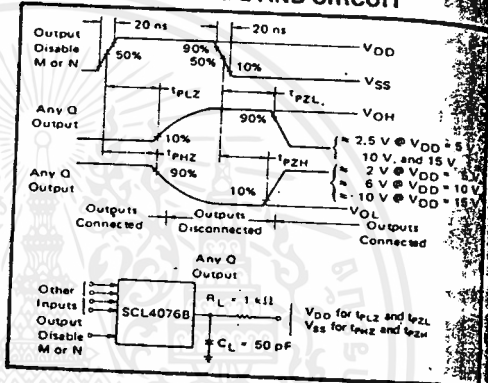 AND CIRCUIT
20 ns
20 ns
Output
Disable
M or N
90%
50%
50%
10%
VDD
VSS
tPLZ
tPZL
VOH
Any Q
Output
10%
90%
≈ 2.5 V @ VDD = 5 V,
10 V, and 15 V
tPHZ
tPZH
Any Q
Output
90%
10%
≈ 2 V @ VDD = 5 V
≈ 6 V @ VDD = 10 V
≈ 10 V @ VDD = 15 V
VOL
Outputs
Connected
Outputs
Disconnected
Outputs
Connected
Any Q
Output
Other
Inputs
Output
Disable
M or N
SCL4076B
RL = 1 kΩ
CL = 50 pF
VDD for tPLZ and tPZL
VSS for tPHZ and tPZH